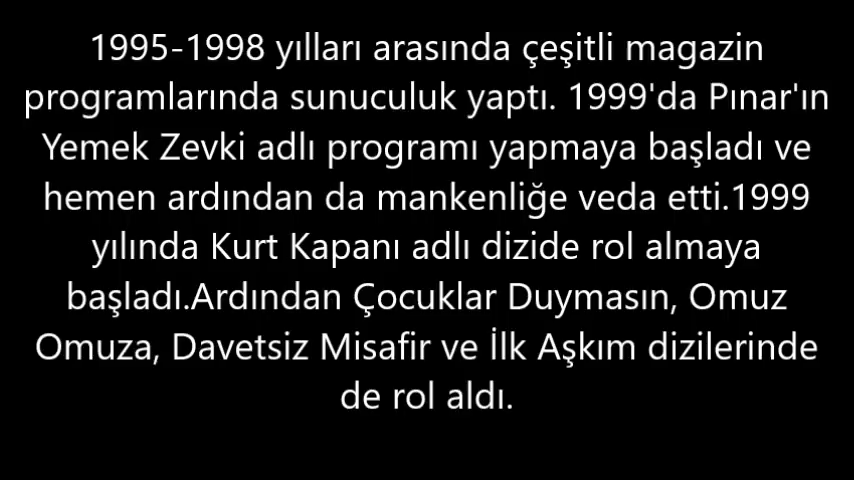 1995-1998 yılları arasında çeşitli magazin
programlarında sunuculuk yaptı. 1999'da Pınar'ın
Yemek Zevki adlı programı yapmaya başladı ve
hemen ardından da mankenliğe veda etti.1999
yılında Kurt Kapanı adlı dizide rol almaya
başladı.Ardından Çocuklar Duymasın, Omuz
Omuza, Davetsiz Misafir ve İlk Aşkım dizilerinde
de rol aldı.